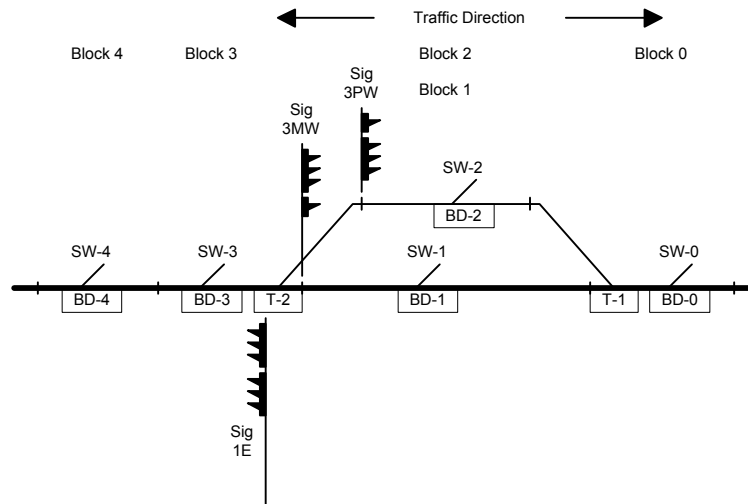 Traffic Direction
Block 4
Block 3
Block 2
Block 0
Block 1
Sig
3PW
Sig
3MW
SW-2
BD-2
SW-4
SW-3
SW-1
SW-0
BD-4
BD-3
T-2
BD-1
T-1
BD-0
Sig
1E